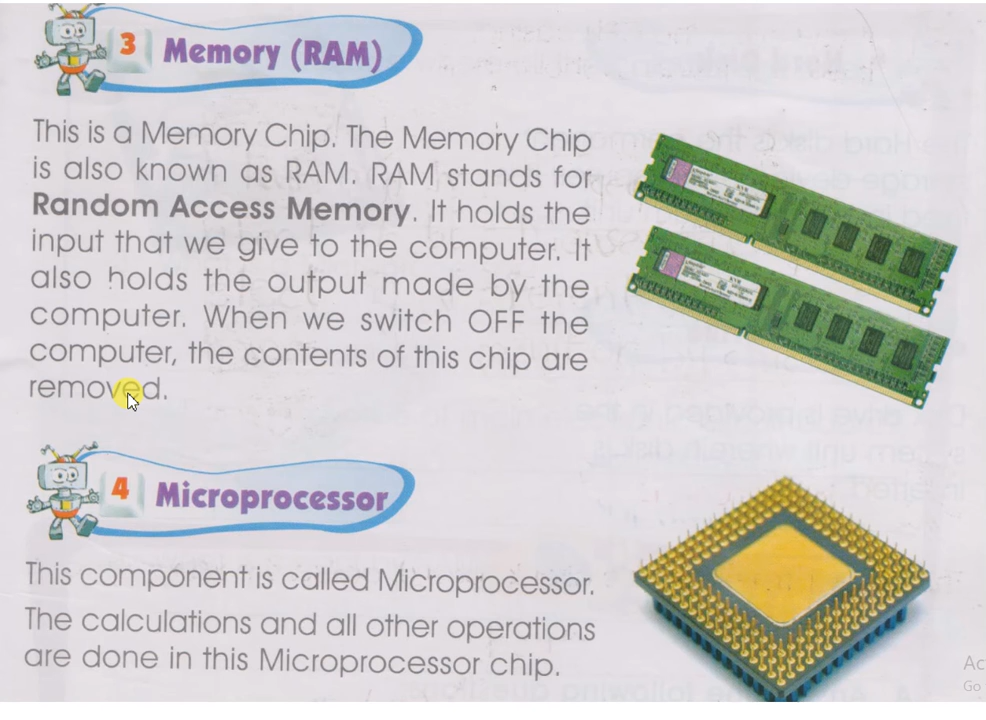 3 Memory (RAM)
This is a Memory Chip. The Memory Chip
is also known as RAM. RAM stands for
Random Access Memory. It holds the
input that we give to the computer. It
also holds the output made by the
computer. When we switch OFF the
computer, the contents of this chip are
removed.
4 Microprocessor
This component is called Microprocessor.
The calculations and all other operations
are done in this Microprocessor chip.
Ac
Go